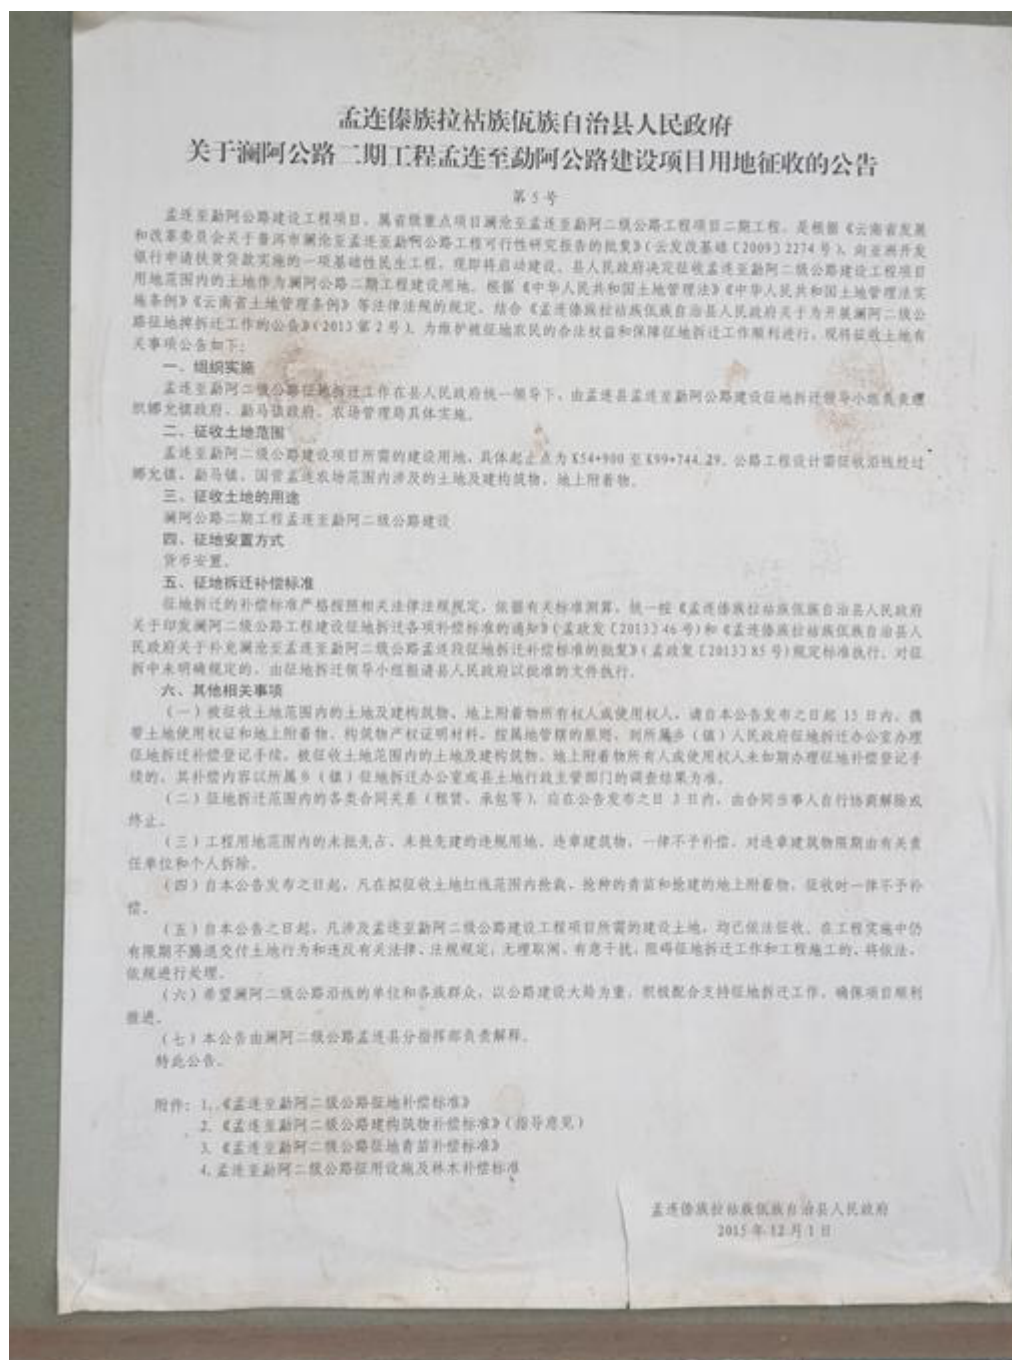 孟连傣族拉祜族佤族自治县人民政府
关于澜阿公路二期工程孟连至勐阿公路建设项目用地征收的公告
第5号
孟连至勐阿公路建设工程项目，属省级重点项目澜沧至孟连至勐阿二级公路工程项目二期工程，是根据《云南省发展
和改革委员会关于普洱市澜沧至孟连至勐啊公路工程可行性研究报告的批复》（云发改基础〔2009〕2274号），向亚洲开发
银行申请扶贫贷款实施的一项基础性民生工程，现即将启动建设。县人民政府决定征收孟连至勐阿二级公路建设工程项目
用地范围内的土地作为澜阿公路二期工程建设用地。根据《中华人民共和国土地管理法》《中华人民共和国土地管理法实
施条例》《云南省土地管理条例》等法律法规的规定，结合《孟连傣族拉祜族佤族自治县人民政府关于为开展澜阿二级公
路征地拆迁工作的公告》（2013第2号），为维护被征地农民的合法权益和保障征地拆迁工作顺利进行，现将征收土地有
关事项公告如下：
一、组织实施
孟连至勐阿二级公路征地拆迁工作在县人民政府统一领导下，由孟连县孟连至勐阿公路建设征地拆迁领导小组负责
织娜允镇政府、勐马镇政府、农场管理局具体实施。
二、征收土地范围
孟连至勐阿二级公路建设项目所需的建设用地，具体起止点为K54+900至K99+744.29。公路工程设计需征收沿线经过
娜允镇、勐马镇、国营孟连农场范围内涉及的土地及建构筑物、地上附着物。
三、征收土地的用途
澜阿公路二期工程孟连至勐阿二级公路建设
四、征地安置方式
货币安置。
五、征地拆迁补偿标准
征地拆迁的补偿标准严格按照相关法律法规规定，依据有关标准测算，统一按《孟连傣族拉祜族佤族自治县人民政府
关于印发澜阿二级公路工程建设征地拆迁各项补偿标准的通知》（孟政发〔2013〕46号）和《孟连傣族拉祜族佤族自治县人
民政府关于补充澜沧至孟连至勐阿二级公路孟连段征地拆迁补偿标准的批复》（孟政复〔2013〕85号）规定标准执行。对征
拆中未明确规定的，由征地拆迁领导小组报请县人民政府以批准的文件执行。
六、其他相关事项
（一）被征收土地范围内的土地及建构筑物、地上附着物所有权人或使用权人，请自本公告发布之日起15日内，携
带土地使用权证和地上附着物、构筑物产权证明材料，按属地管辖的原则，到所属乡（镇）人民政府征地拆迁办公室办理
征地拆迁补偿登记手续。被征收土地范围内的土地及建构筑物、地上附着物所有人或使用权人未如期办理征地补偿登记手
续的，其补偿内容以所属乡（镇）征地拆迁办公室或县土地行政主管部门的调查结果为准。
（二）征地拆迁范围内的各类合同关系（租赁、承包等），应在公告发布之日3日内，由合同当事人自行协商解除或
终止。
（三）工程用地范围内的未批先占、未批先建的违规用地、违章建筑物，一律不予补偿。对违章建筑物限期由有关责
任单位和个人拆除。
（四）自本公告发布之日起，凡在拟征收土地红线范围内抢栽、抢种的青苗和抢建的地上附着物，征收时一律不予补
偿。
（五）自本公告之日起，凡涉及孟连至勐阿二级公路建设工程项目所需的建设土地，均已依法征收。在工程实施中仍
有限期不腾退交付土地行为和违反有关法律、法规规定，无理取闹、有意干扰、阻碍征地拆迁工作和工程施工的，将依法、
依规进行处理。
（六）希望澜阿二级公路沿线的单位和各族群众，以公路建设大局为重，积极配合支持征地拆迁工作，确保项目顺利
推进。
（七）本公告由澜阿二级公路孟连县分指挥部负责解释。
特此公告。
附件：1.《孟连至勐阿二级公路征地补偿标准》
2.《孟连至勐阿二级公路建构筑物补偿标准》（指导意见）
3.《孟连至勐阿二级公路征地青苗补偿标准》
4.孟连至勐阿二级公路征用设施及林木补偿标准
孟连傣族拉祜族佤族自治县人民政府
2015年12月1日